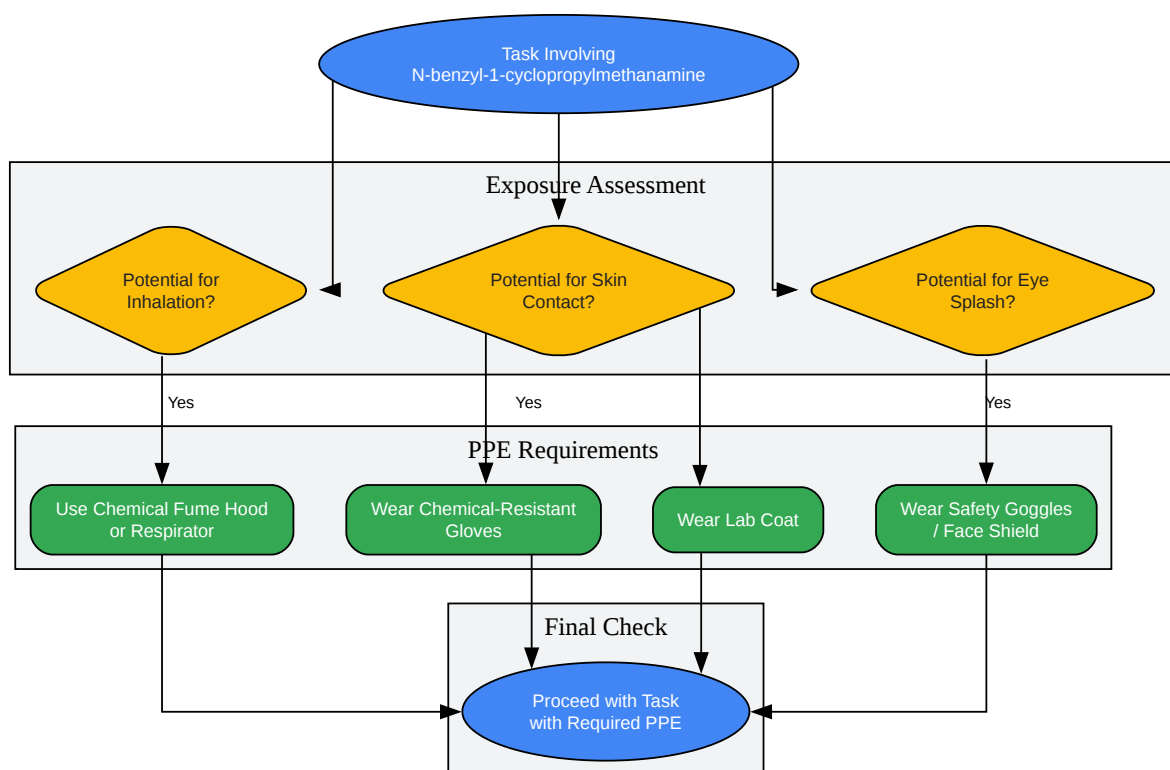 Task Involving
N-benzyl-1-cyclopropylmethanamine
Exposure Assessment
Potential for
Inhalation?
Potential for Skin
Contact?
Potential for Eye
Splash?
Yes
Yes
Yes
PPE Requirements
Use Chemical Fume Hood
or Respirator
Wear Chemical-Resistant
Gloves
Wear Lab Coat
Wear Safety Goggles
/ Face Shield
Final Check
Proceed with Task
with Required PPE